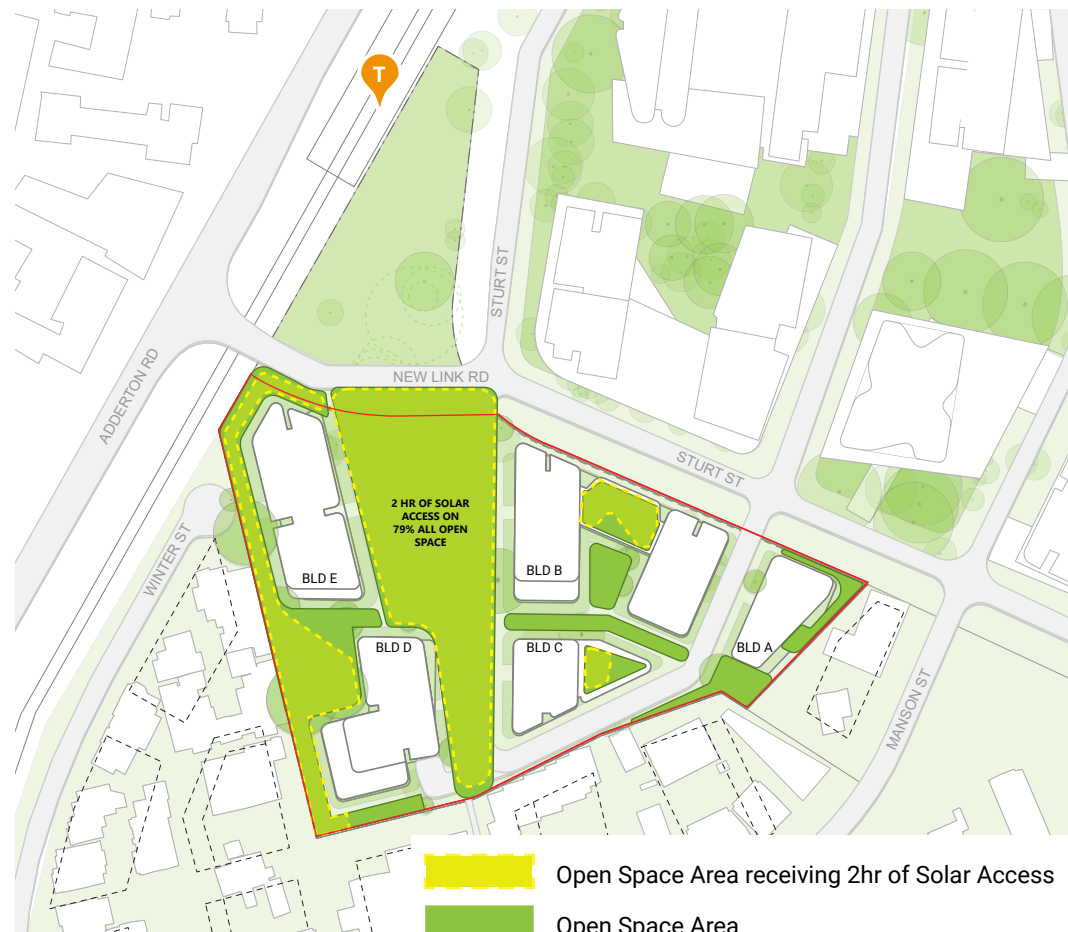 T
STURT ST
ADDERTON RD
NEW LINK RD
STURT ST
2 HR OF SOLAR
ACCESS ON
79% ALL OPEN
SPACE
WINTER ST
BLD E
BLD B
BLD D
BLD C
BLD A
MANSON ST
Open Space Area receiving 2hr of Solar Access
Open Space Area